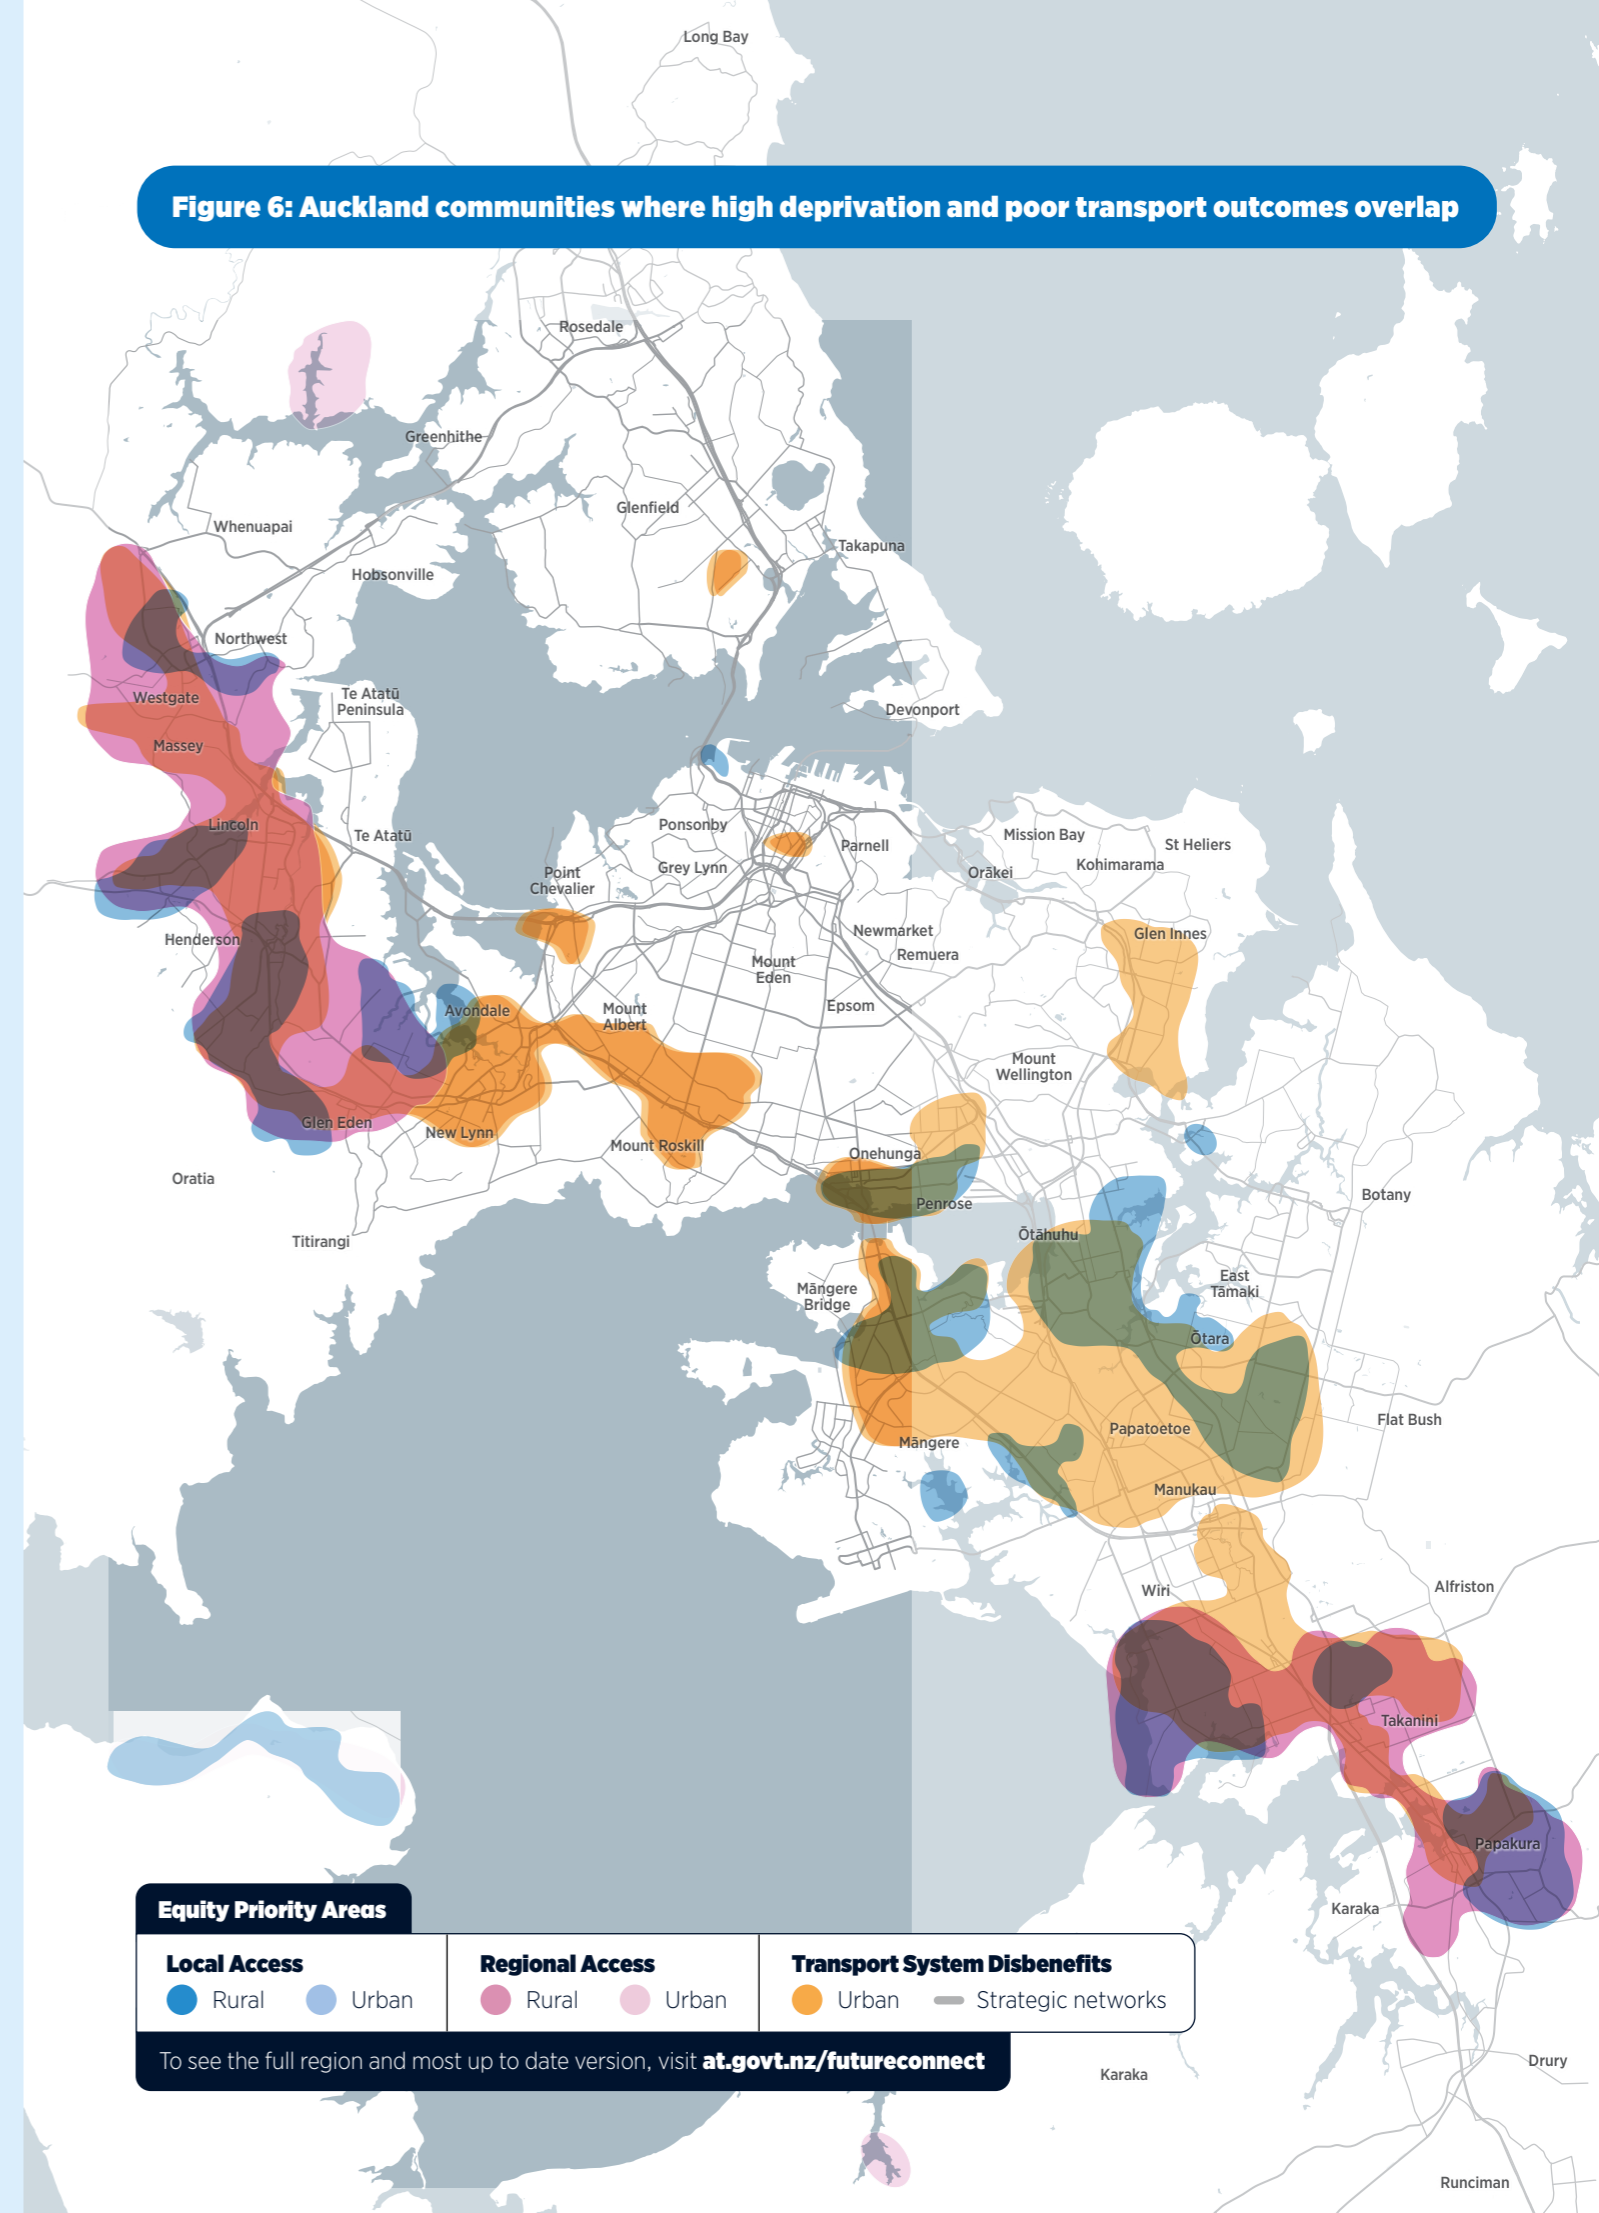 Long Bay
Figure 6: Auckland communities where high deprivation and poor transport outcomes overlap
Rosedale
Greenhithe
Glenfield
Whenuapai
Takapuna
Hobsonville
Northwest
Westgate
Te Atatū
Peninsula
Devonport
Massey
Lincoln
Te Atatū
Ponsonby
Parnell
Mission Bay
St Heliers
Kohimarama
Grey Lynn
Point
Chevalier
Orākei
Henderson
Newmarket
Glen Innes
Remuera
Mount
Eden
Avondale
Mount
Albert
Epsom
Mount
Wellington
Glen Eden
New Lynn
Mount Roskill
Onehunga
Oratia
Penrose
Botany
Titirangi
Ōtāhuhu
Māngere
Bridge
East
Tāmaki
Ōtara
Flat Bush
Papatoetoe
Māngere
Manukau
Wiri
Alfriston
Takanini
Papakura
Karaka
Equity Priority Areas
Local Access
Rural
Urban
Regional Access
Rural
Urban
Transport System Disbenefits
Urban
Strategic networks
To see the full region and most up to date version, visit at.govt.nz/futureconnect
Karaka
Drury
Runciman